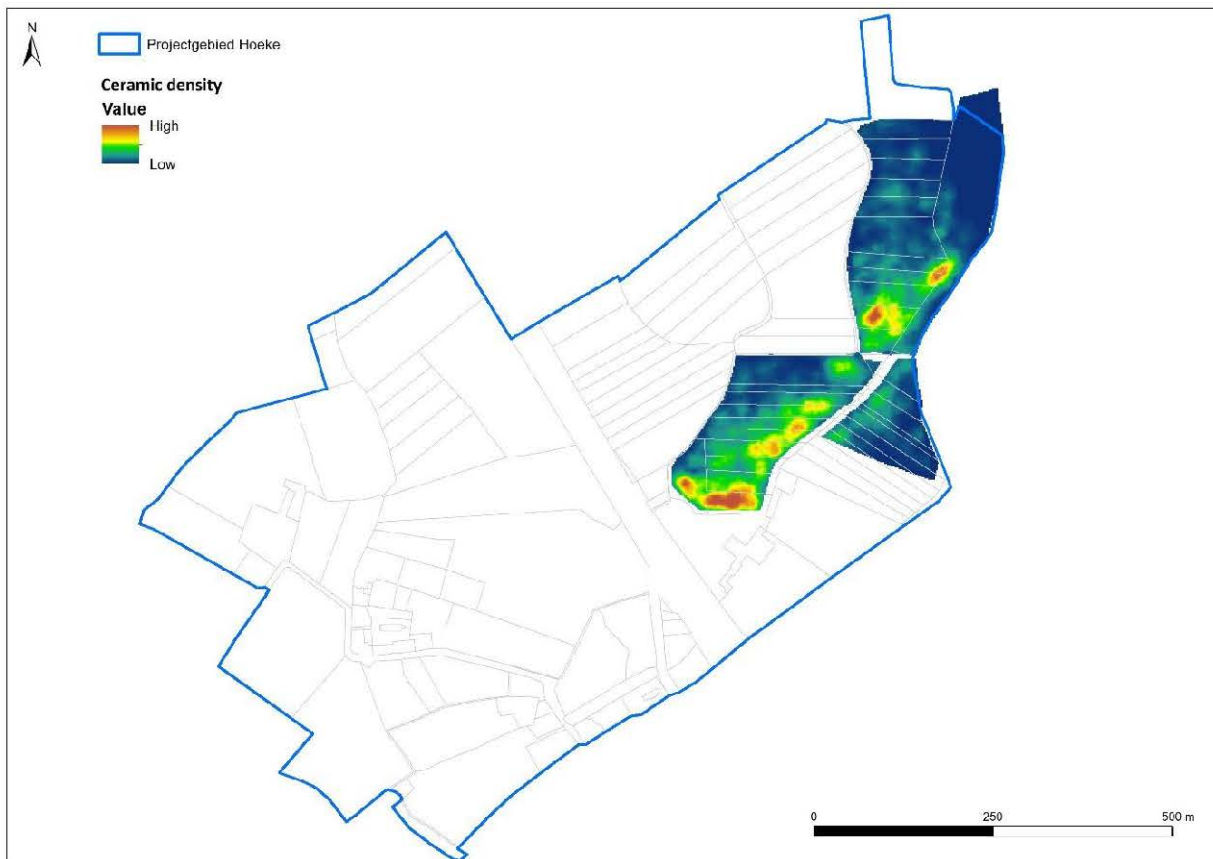 N
Projectgebied Hoeke
Ceramic density
Value
High
Low
0 250 500 m